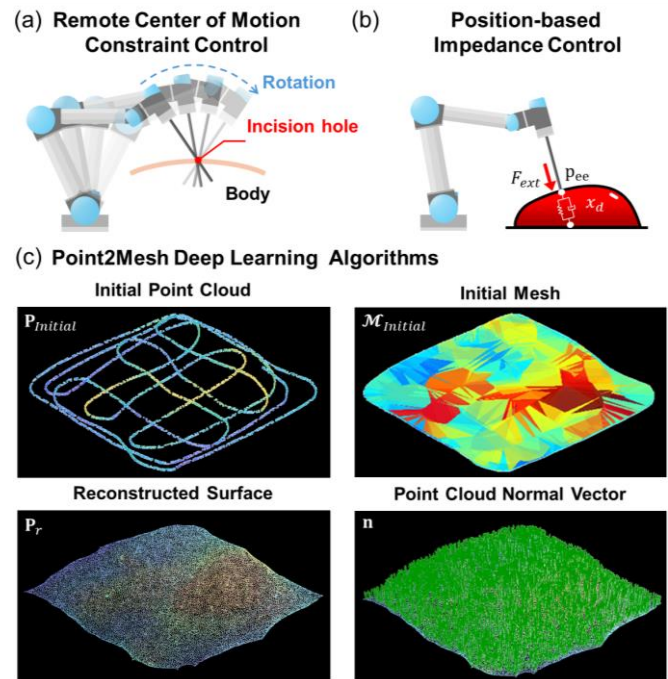 (a) Remote Center of Motion
Constraint Control
Rotation
Incision hole
Body
(b) Position-based
Impedance Control
F_ext
p_ee
x_d
(c) Point2Mesh Deep Learning Algorithms
Initial Point Cloud
P_Initial
Initial Mesh
M_Initial
Reconstructed Surface
P_r
Point Cloud Normal Vector
n